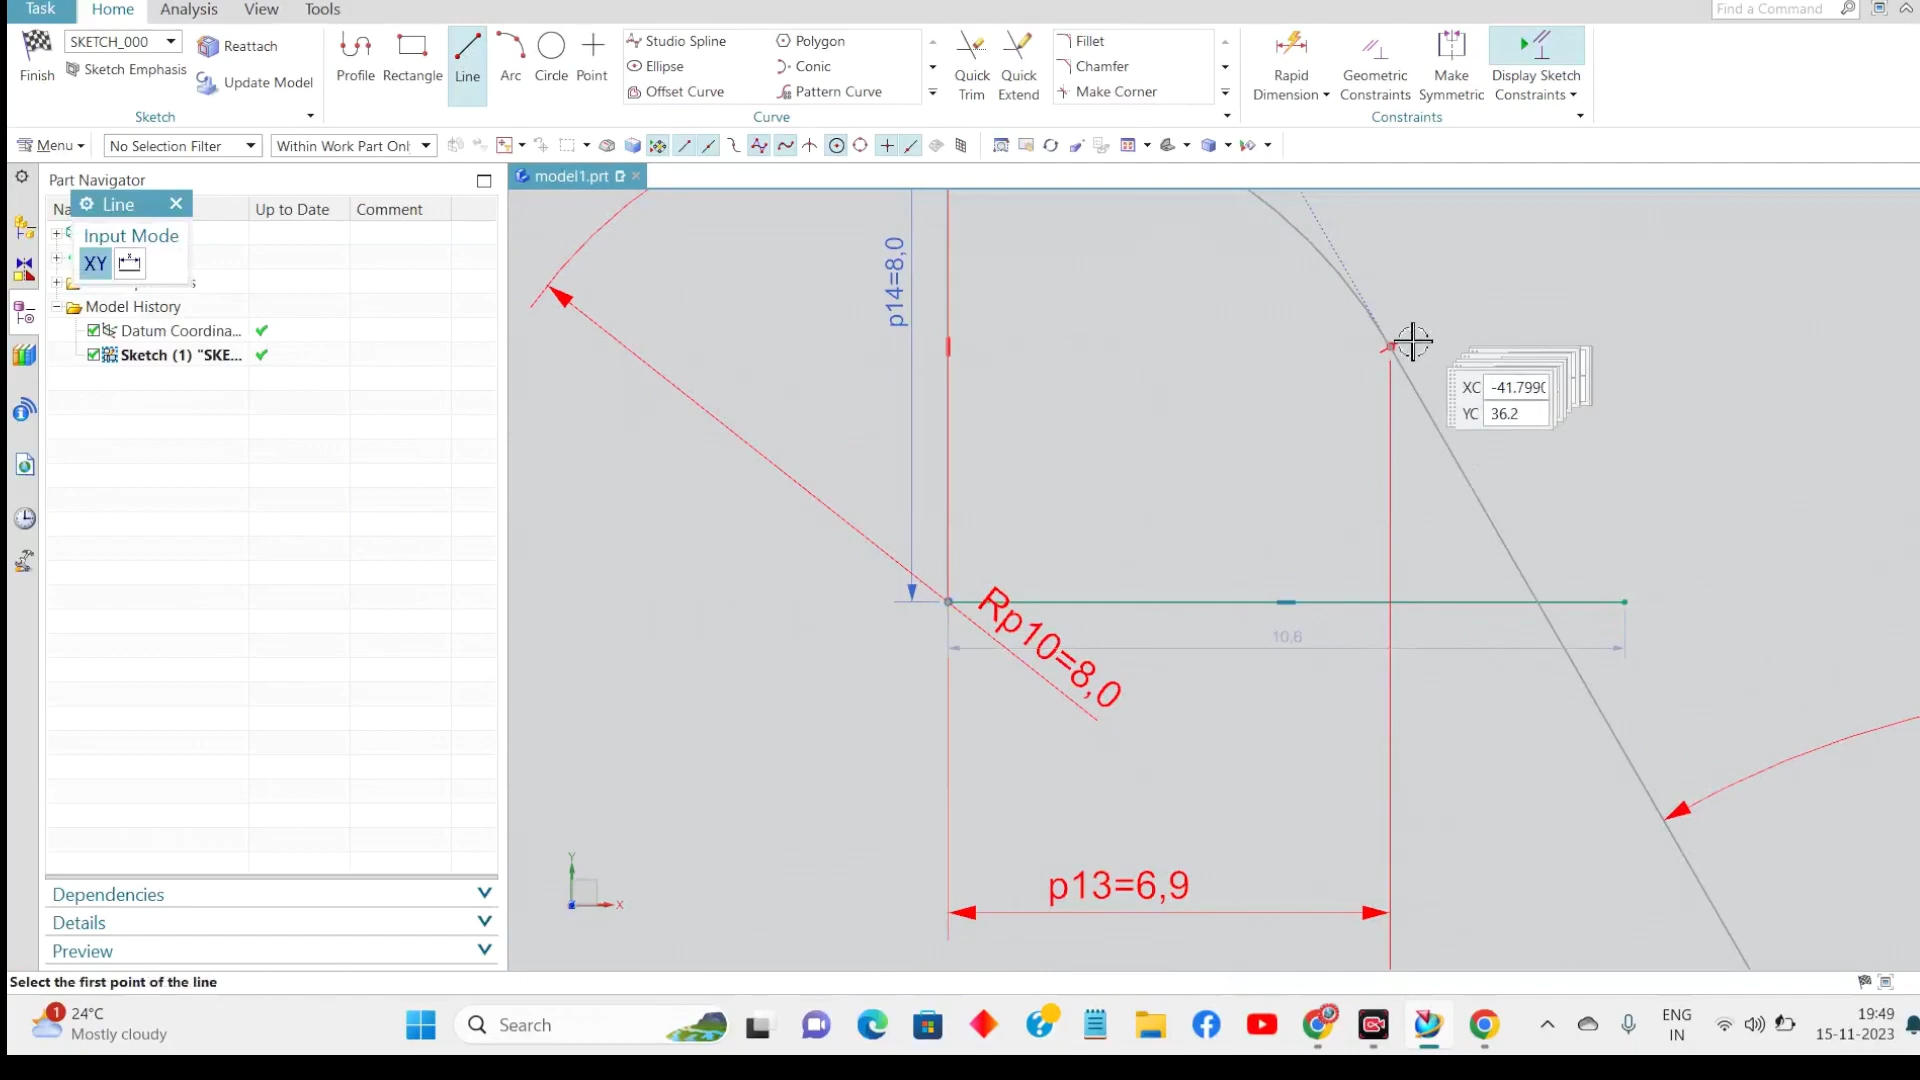 Task Home Analysis View Tools Find a Command
SKETCH_000 Reattach
Sketch Emphasis Update Model
Finish
Profile Rectangle Line Arc Circle Point
Studio Spline Polygon
Ellipse Conic
Offset Curve Pattern Curve
Quick Trim Quick Extend
Fillet
Chamfer
Make Corner
Rapid Dimension Geometric Constraints Make Symmetric Display Sketch Constraints
Sketch Curve Constraints
Menu No Selection Filter Within Work Part Onl
Part Navigator model1.prt
Na Line Up to Date Comment
Input Mode
XY
Model History
Datum Coordina...
Sketch (1) "SKE...
p14=8,0
XC -41.799
YC 36.2
Rp10=8,0
10,6
p13=6,9
Y
X
Dependencies
Details
Preview
Select the first point of the line
1 24°C
Mostly cloudy
Search
ENG
IN
19:49
15-11-2023